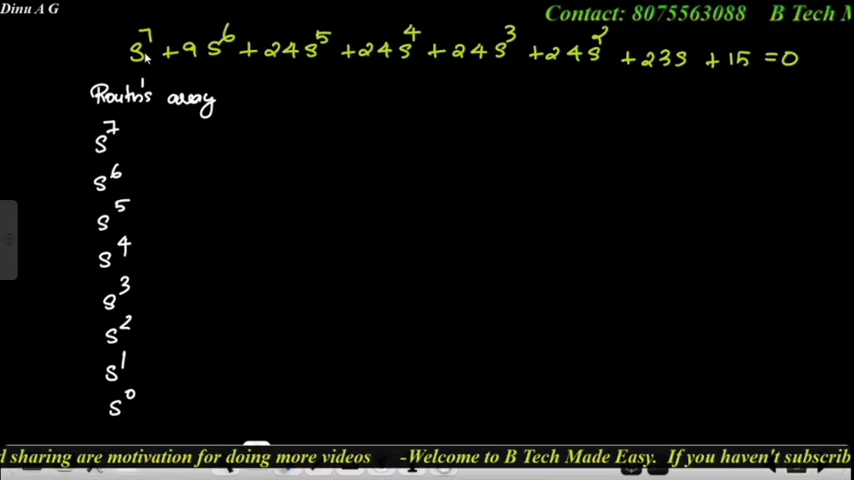 Dinu A G
Contact: 8075563088 B Tech M
s⁷ + 9s⁶ + 24s⁵ + 24s⁴ + 24s³ + 24s² + 23s + 15 = 0
Routh's array
s⁷
s⁶
s⁵
s⁴
s³
s²
s¹
s⁰
d sharing are motivation for doing more videos -Welcome to B Tech Made Easy. If you haven't subscrib